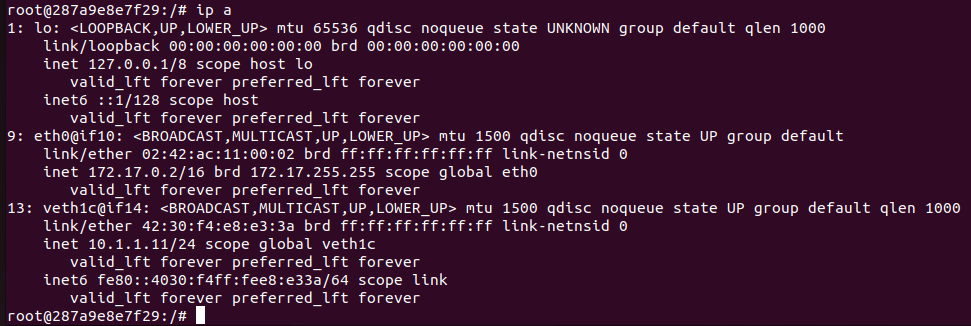 root@287a9e8e7f29:/# ip a
1: lo: <LOOPBACK,UP,LOWER_UP> mtu 65536 qdisc noqueue state UNKNOWN group default qlen 1000
    link/loopback 00:00:00:00:00:00 brd 00:00:00:00:00:00
    inet 127.0.0.1/8 scope host lo
       valid_lft forever preferred_lft forever
    inet6 ::1/128 scope host
       valid_lft forever preferred_lft forever
9: eth0@if10: <BROADCAST,MULTICAST,UP,LOWER_UP> mtu 1500 qdisc noqueue state UP group default
    link/ether 02:42:ac:11:00:02 brd ff:ff:ff:ff:ff:ff link-netnsid 0
    inet 172.17.0.2/16 brd 172.17.255.255 scope global eth0
       valid_lft forever preferred_lft forever
13: veth1c@if14: <BROADCAST,MULTICAST,UP,LOWER_UP> mtu 1500 qdisc noqueue state UP group default qlen 1000
    link/ether 42:30:f4:e8:e3:3a brd ff:ff:ff:ff:ff:ff link-netnsid 0
    inet 10.1.1.11/24 scope global veth1c
       valid_lft forever preferred_lft forever
    inet6 fe80::4030:f4ff:fee8:e33a/64 scope link
       valid_lft forever preferred_lft forever
root@287a9e8e7f29:/#